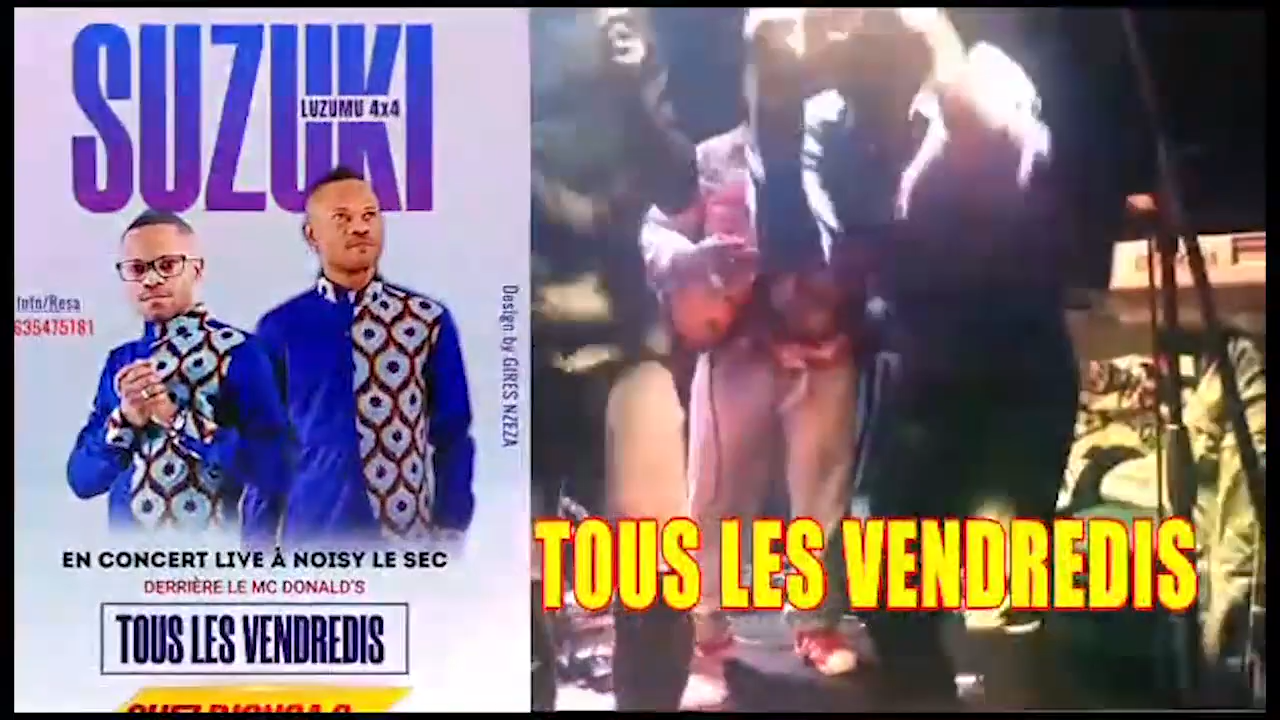 SUZUKI
LUZUMU 4x4
Info/Resa
635475181
Design by GIRES NZEZA
EN CONCERT LIVE À NOISY LE SEC
DERRIÈRE LE MC DONALD'S
TOUS LES VENDREDIS
TOUS LES VENDREDIS